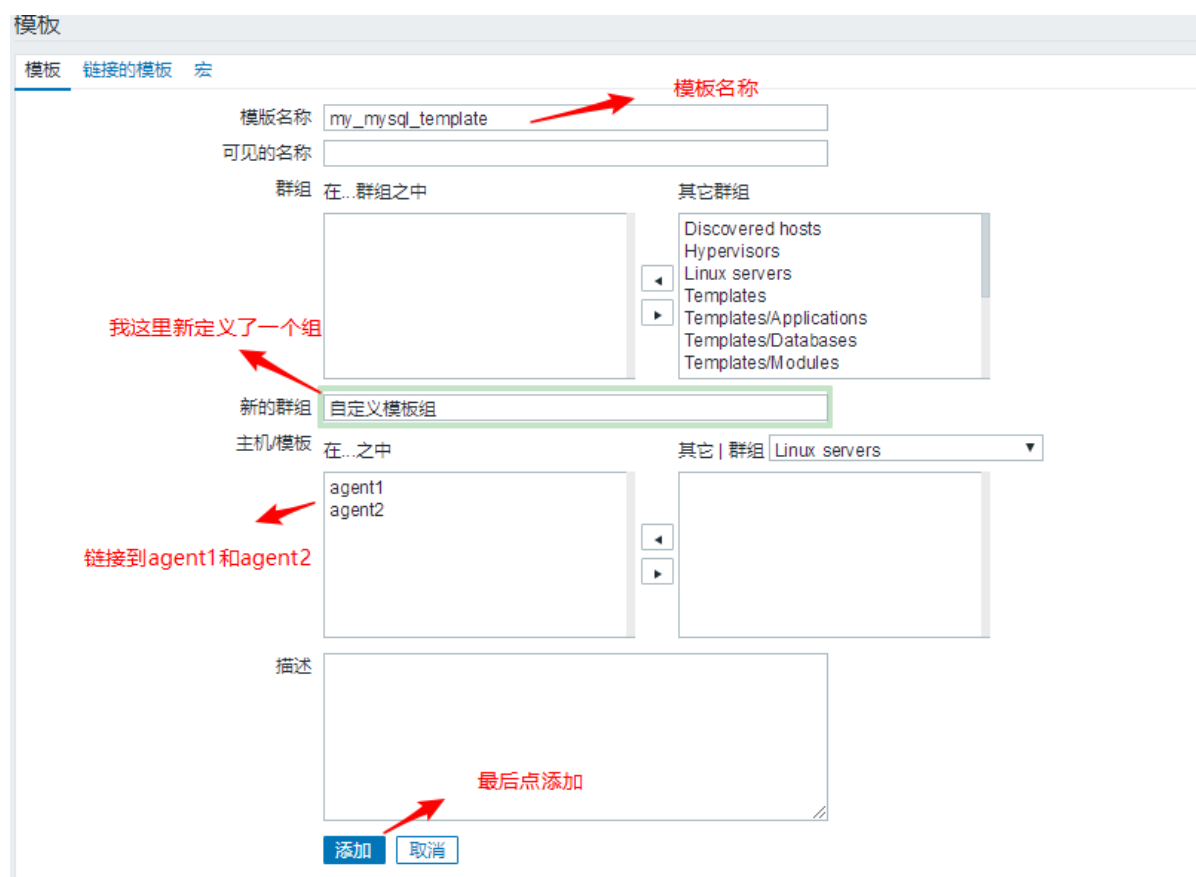 模板
模板 链接的模板 宏
模板名称
模版名称 my_mysql_template
可见的名称
群组 在...群组之中 其它群组
Discovered hosts
Hypervisors
Linux servers
Templates
Templates/Applications
Templates/Databases
Templates/Modules
我这里新定义了一个组
新的群组 自定义模板组
主机/模板 在...之中 其它 | 群组 Linux servers
agent1
agent2
链接到agent1和agent2
描述
最后点添加
添加 取消